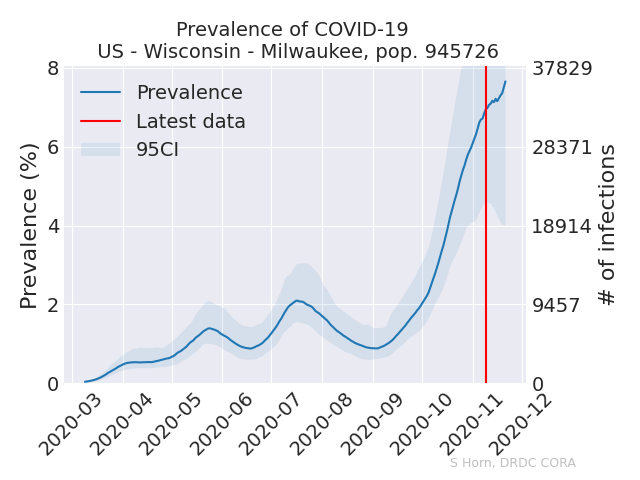 Prevalence of COVID-19
US - Wisconsin - Milwaukee, pop. 945726
Prevalence (%)
8
6
4
2
0
Prevalence
Latest data
95CI
37829
28371
18914
9457
0
# of infections
2020-03
2020-04
2020-05
2020-06
2020-07
2020-08
2020-09
2020-10
2020-11
2020-12
S Horn, DRDC CORA